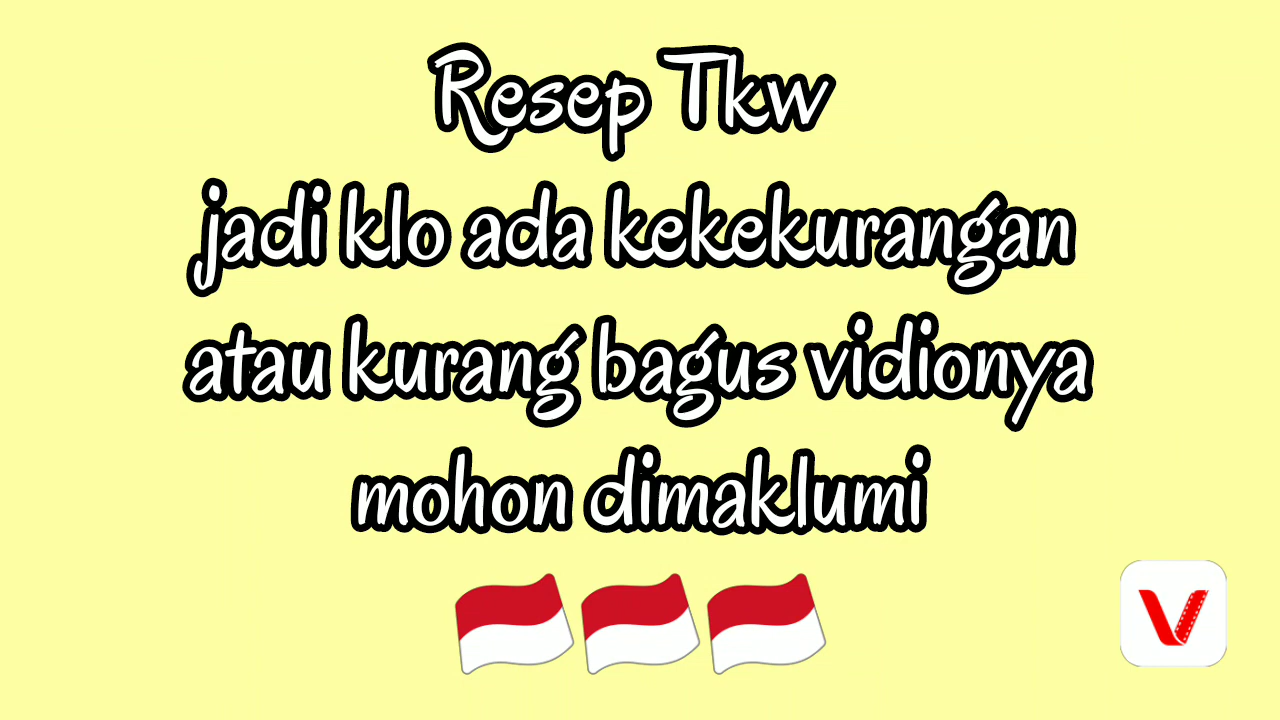 Resep Tkw
jadi klo ada kekekurangan
atau kurang bagus vidionya
mohon dimaklumi
🇮🇩🇮🇩🇮🇩
V